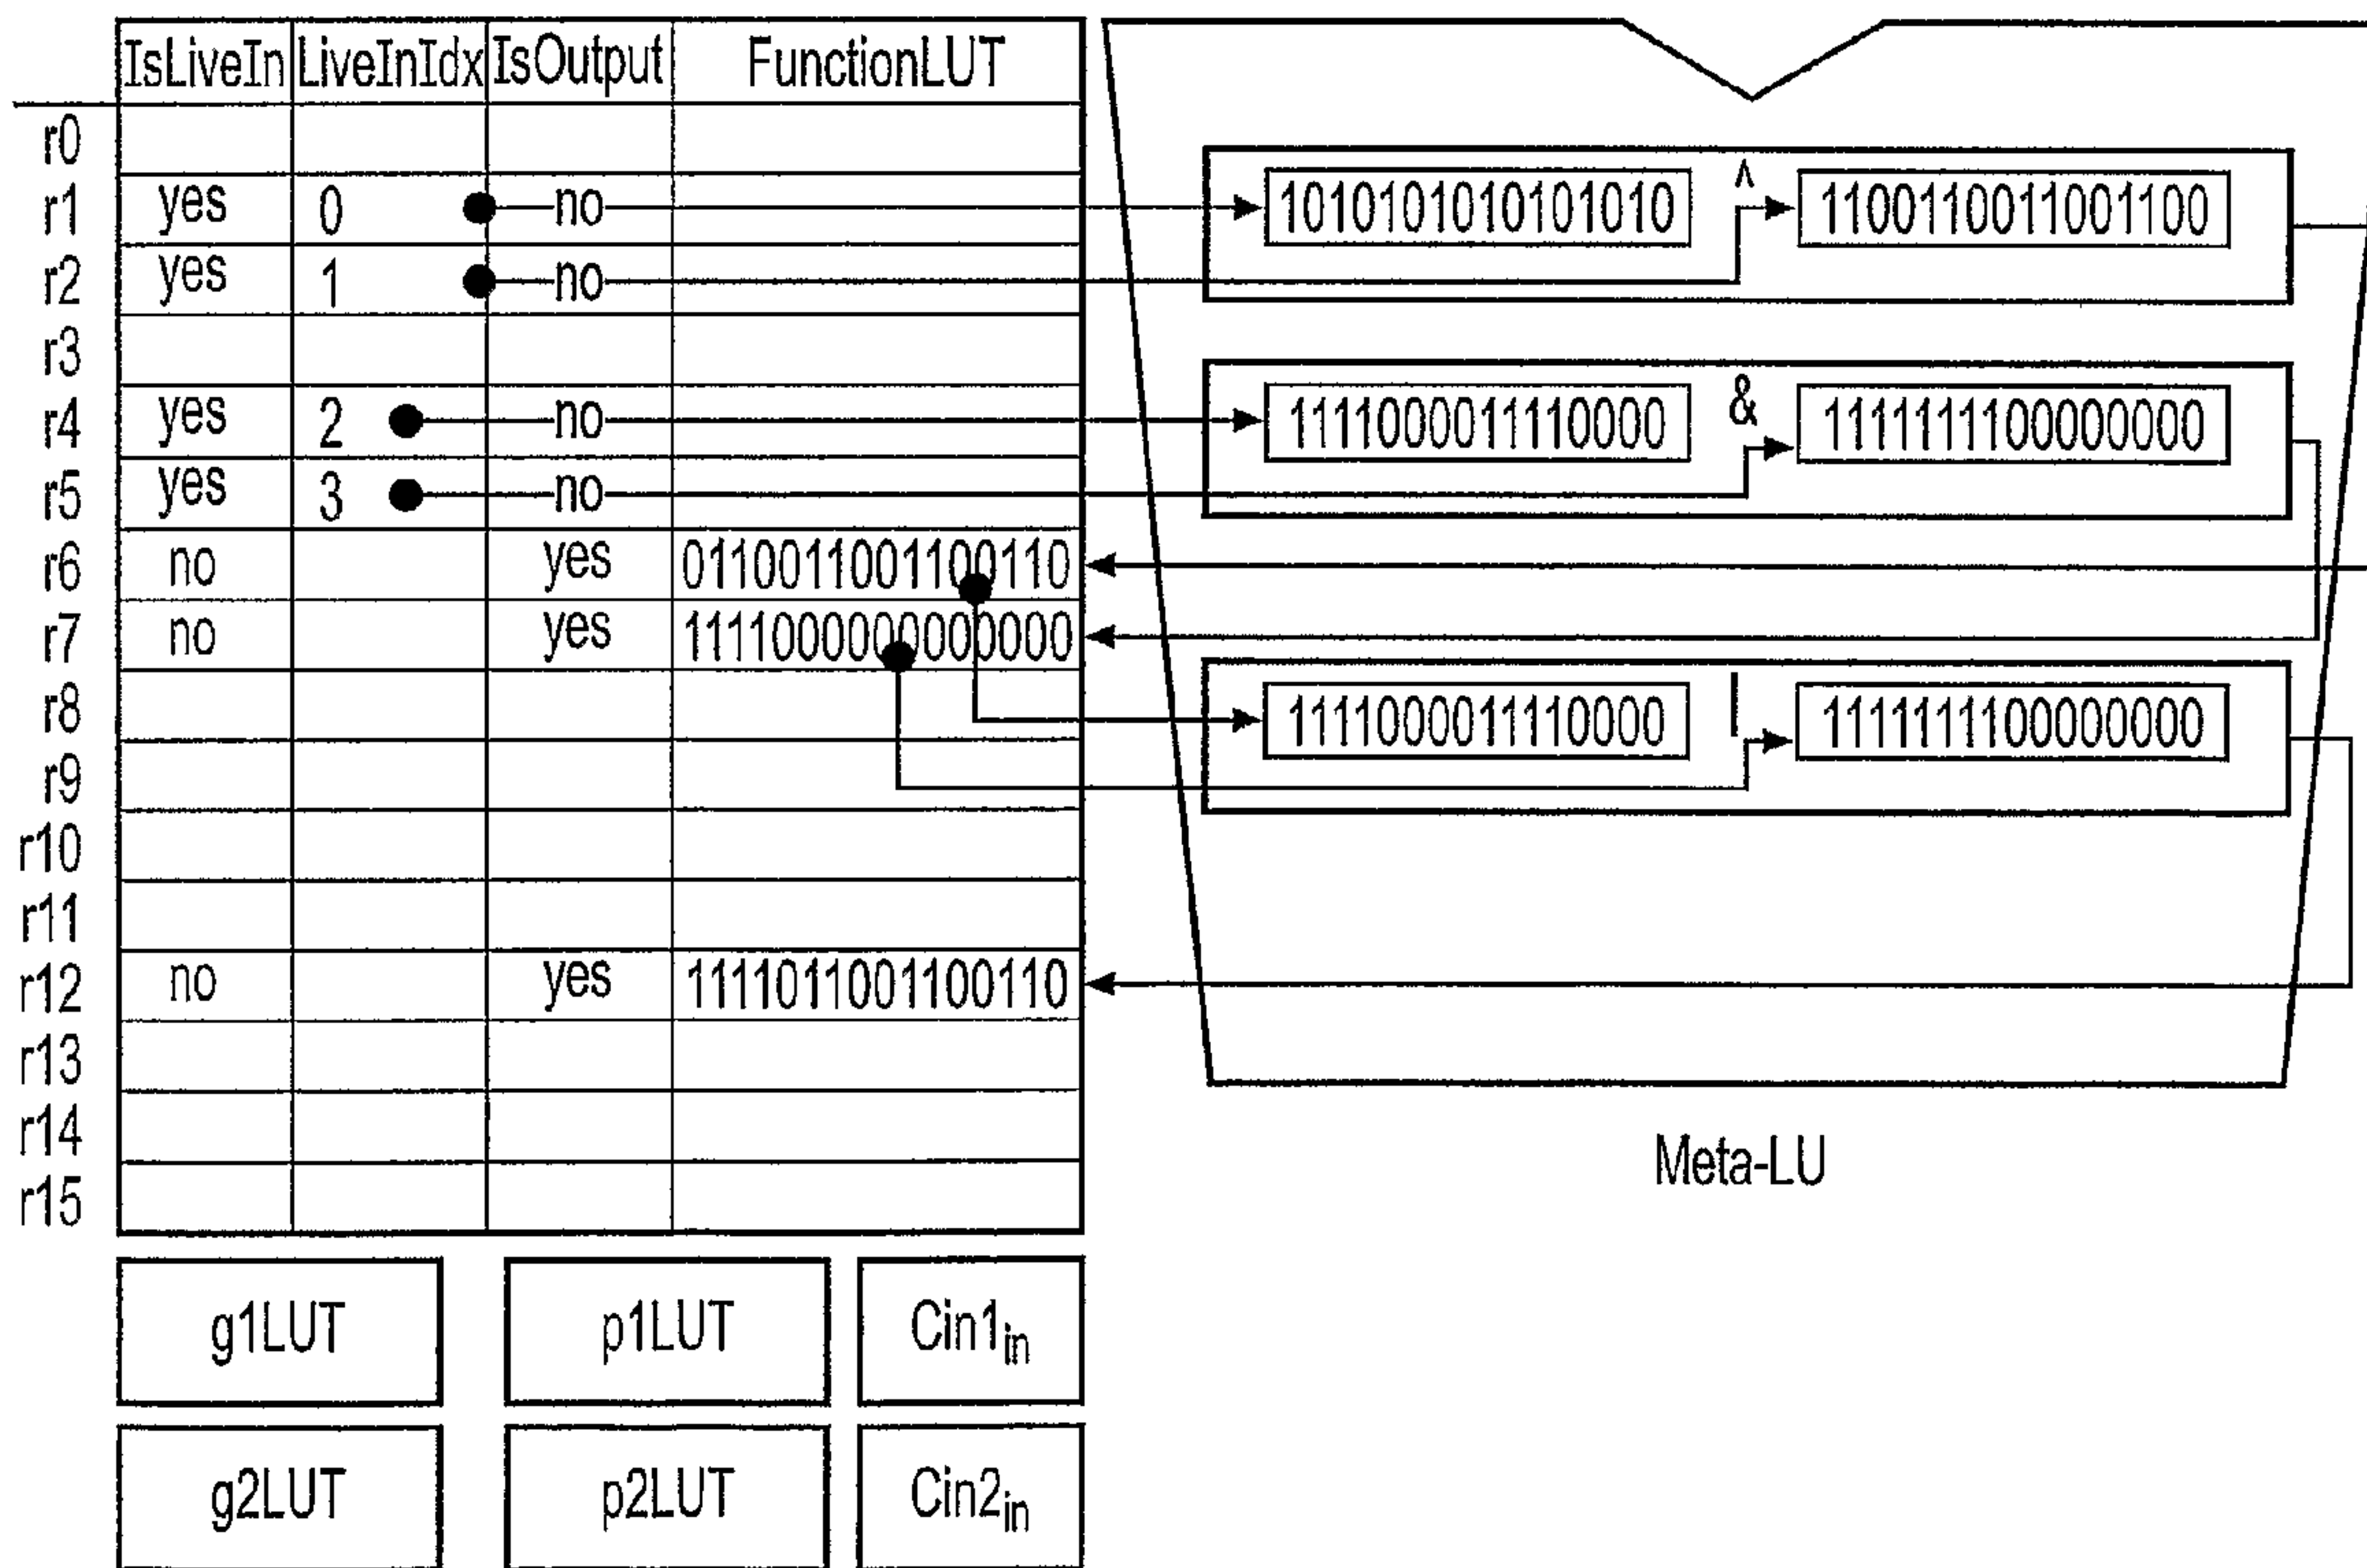 IsLiveIn LiveInIdx IsOutput FunctionLUT
r0
r1 yes 0 no 1010101010101010 ^ 1100110011001100
r2 yes 1 no
r3
r4 yes 2 no 1111000011110000 & 1111111100000000
r5 yes 3 no
r6 no yes 0110011001100110
r7 no yes 1111000000000000
r8 1111000011110000 | 1111111100000000
r9
r10
r11
r12 no yes 1111011001100110
r13
r14
r15
Meta-LU
g1LUT p1LUT Cin1in
g2LUT p2LUT Cin2in